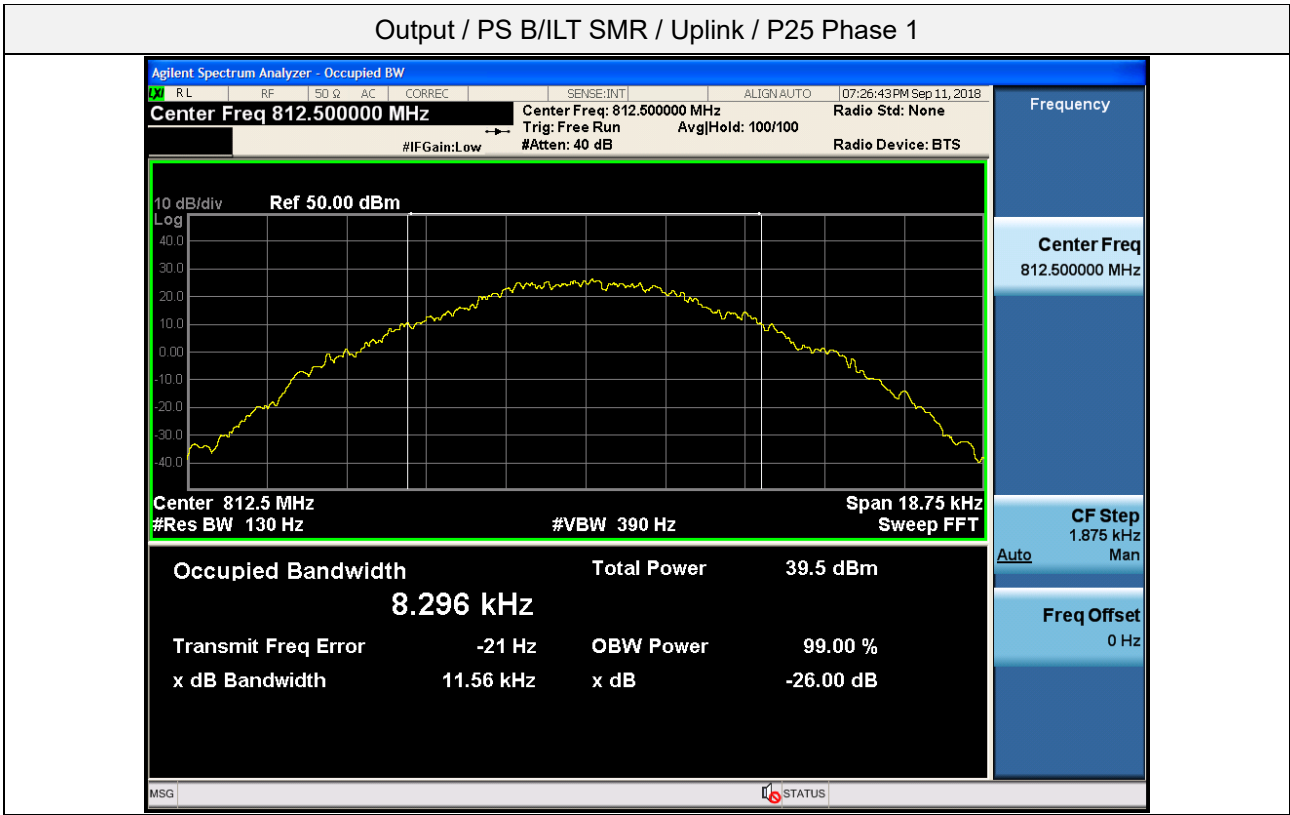 Output / PS B/ILT SMR / Uplink / P25 Phase 1
Agilent Spectrum Analyzer - Occupied BW
LXI RL RF 50 Ω AC CORREC SENSE:INT ALIGN AUTO 07:26:43 PM Sep 11, 2018
Center Freq 812.500000 MHz Center Freq: 812.500000 MHz Radio Std: None
Trig: Free Run Avg|Hold: 100/100
#IFGain:Low #Atten: 40 dB Radio Device: BTS
Frequency
10 dB/div Ref 50.00 dBm
Log
40.0
30.0
20.0
10.0
0.00
-10.0
-20.0
-30.0
-40.0
Center 812.5 MHz Span 18.75 kHz
#Res BW 130 Hz #VBW 390 Hz Sweep FFT
Occupied Bandwidth Total Power 39.5 dBm
8.296 kHz
Transmit Freq Error -21 Hz OBW Power 99.00 %
x dB Bandwidth 11.56 kHz x dB -26.00 dB
Center Freq
812.500000 MHz
CF Step
1.875 kHz
Auto Man
Freq Offset
0 Hz
MSG STATUS